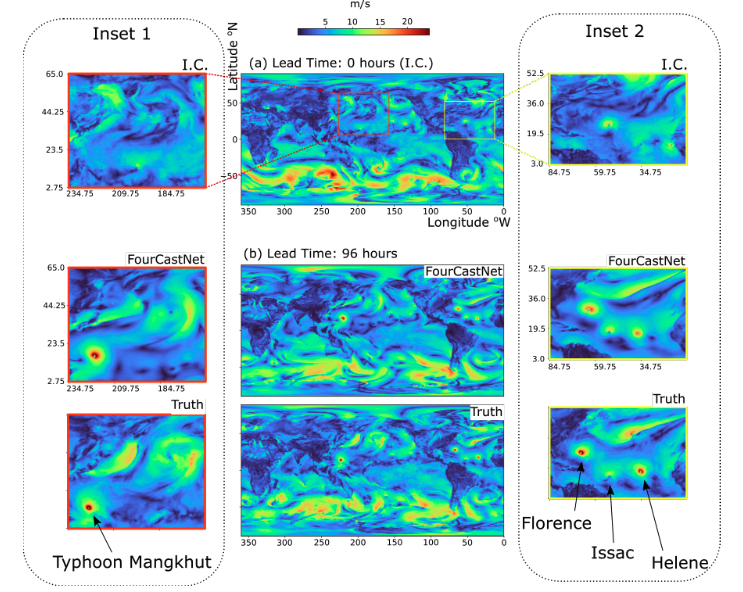 m/s
5 10 15 20
Inset 1
I.C.
65.0
44.25
23.5
2.75
234.75 209.75 184.75
FourCastNet
65.0
44.25
23.5
2.75
234.75 209.75 184.75
Truth
Typhoon Mangkhut
(a) Lead Time: 0 hours (I.C.)
Latitude °N
50
0
−50
350 300 250 200 150 100 50 0
Longitude °W
(b) Lead Time: 96 hours
FourCastNet
Truth
350 300 250 200 150 100 50 0
Inset 2
I.C.
52.5
36.0
19.5
3.0
84.75 59.75 34.75
FourCastNet
52.5
36.0
19.5
3.0
84.75 59.75 34.75
Truth
Florence
Issac
Helene